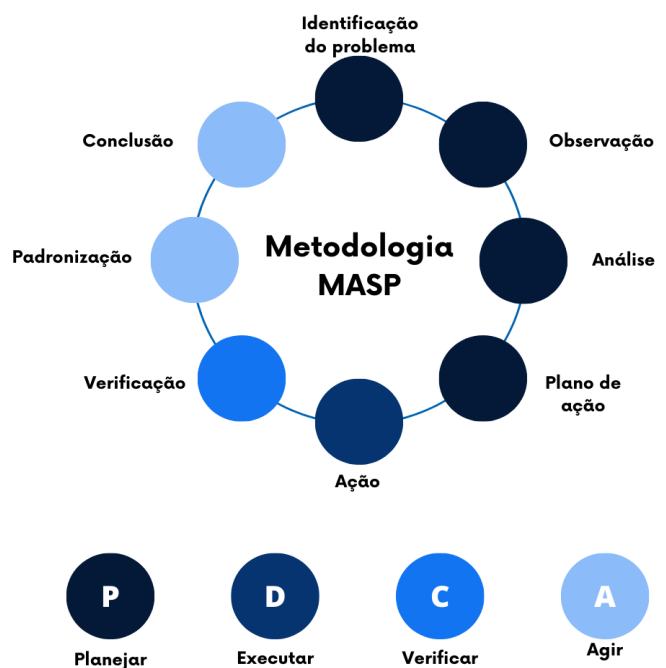 Identificação
do problema
Conclusão
Observação
Metodologia
MASP
Padronização
Análise
Verificação
Plano de
ação
Ação
P
D
C
A
Planejar
Executar
Verificar
Agir